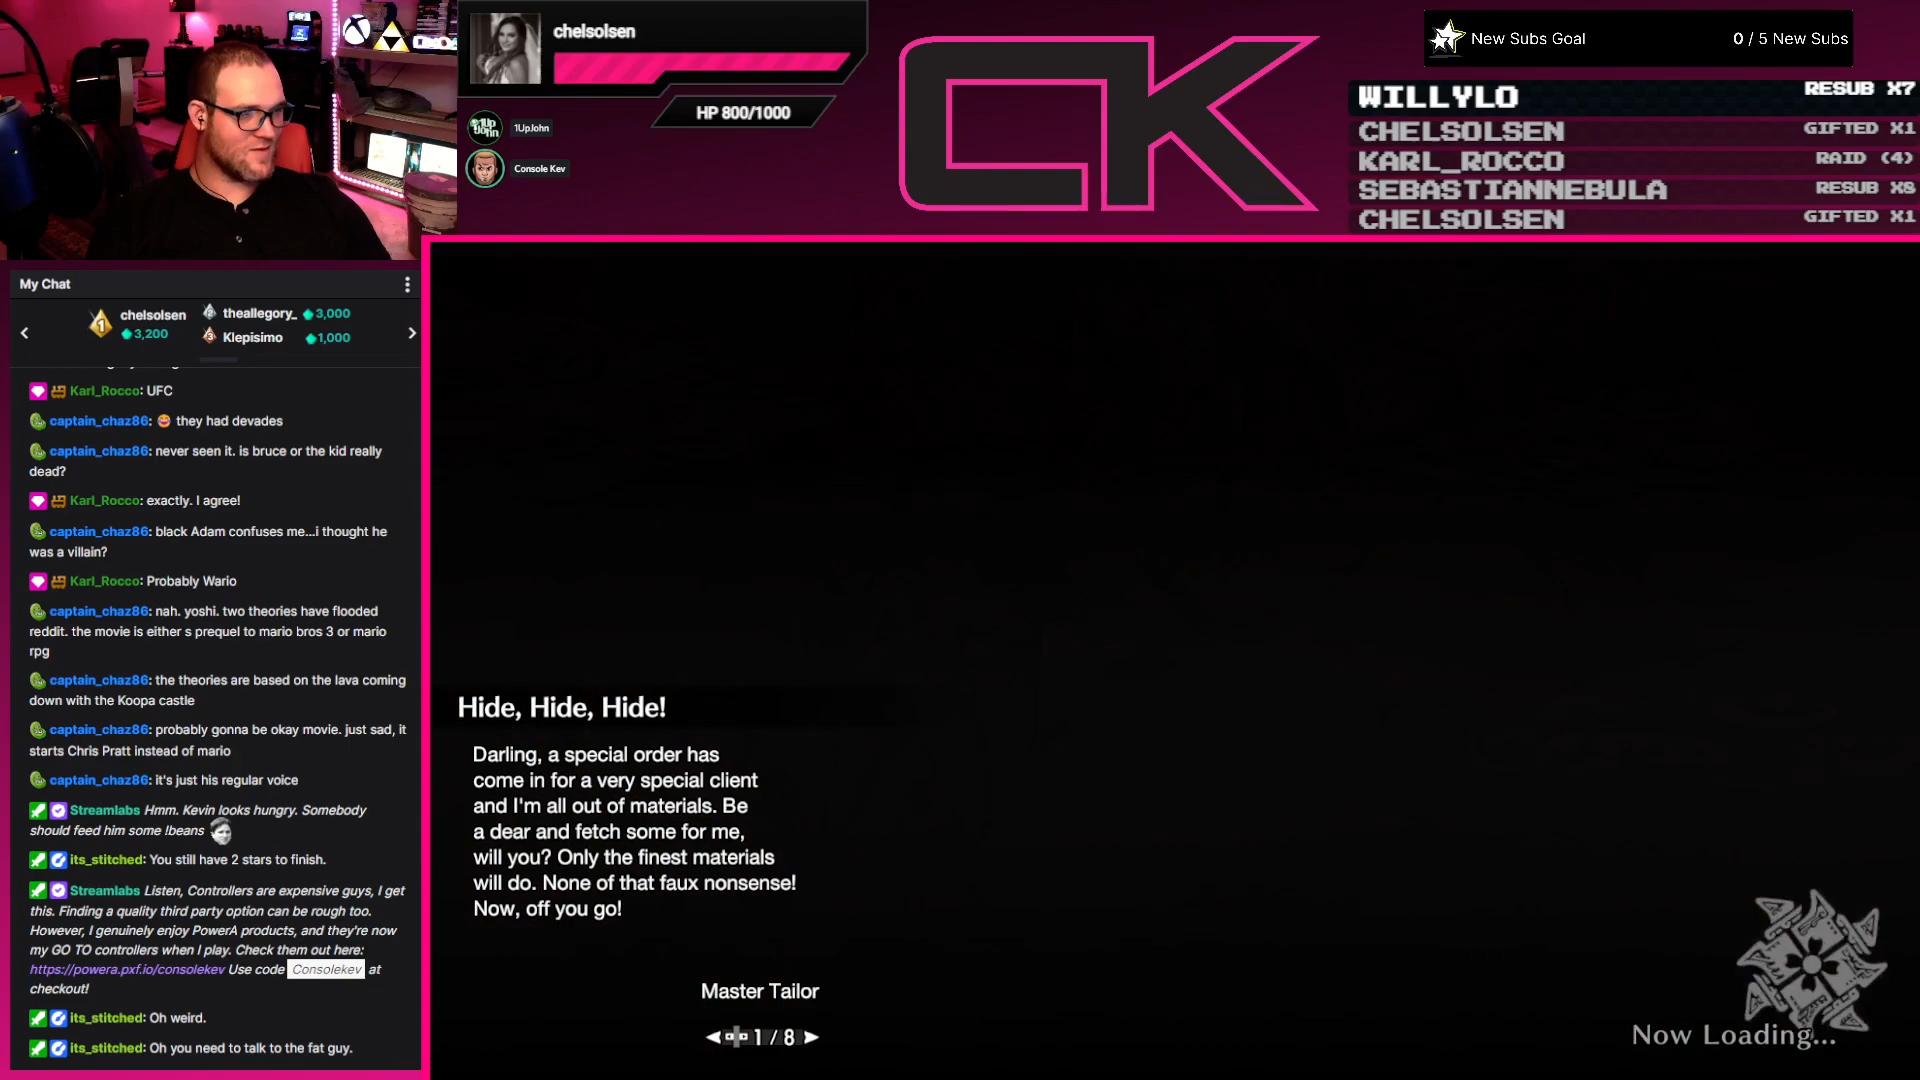 chelsolsen
HP 800/1000
1UpJohn
1UpJohn
Console Kev
CK
New Subs Goal 0 / 5 New Subs
WILLYLO RESUB X7
CHELSOLSEN GIFTED X1
KARL_ROCCO RAID (4)
SEBASTIANNEBULA RESUB X8
CHELSOLSEN GIFTED X1
My Chat
1 chelsolsen 3,200
2 theallegory_ 3,000
3 Klepisimo 1,000
Karl_Rocco: UFC
captain_chaz86: they had devades
captain_chaz86: never seen it. is bruce or the kid really
dead?
Karl_Rocco: exactly. I agree!
captain_chaz86: black Adam confuses me...i thought he
was a villain?
Karl_Rocco: Probably Wario
captain_chaz86: nah. yoshi. two theories have flooded
reddit. the movie is either s prequel to mario bros 3 or mario
rpg
captain_chaz86: the theories are based on the lava coming
down with the Koopa castle
captain_chaz86: probably gonna be okay movie. just sad, it
starts Chris Pratt instead of mario
captain_chaz86: it's just his regular voice
Streamlabs Hmm. Kevin looks hungry. Somebody
should feed him some !beans
its_stitched: You still have 2 stars to finish.
Streamlabs Listen, Controllers are expensive guys, I get
this. Finding a quality third party option can be rough too.
However, I genuinely enjoy PowerA products, and they're now
my GO TO controllers when I play. Check them out here:
https://powera.pxf.io/consolekev Use code Consolekev at
checkout!
its_stitched: Oh weird.
its_stitched: Oh you need to talk to the fat guy.
Hide, Hide, Hide!
Darling, a special order has
come in for a very special client
and I'm all out of materials. Be
a dear and fetch some for me,
will you? Only the finest materials
will do. None of that faux nonsense!
Now, off you go!
Master Tailor
1 / 8
Now Loading...